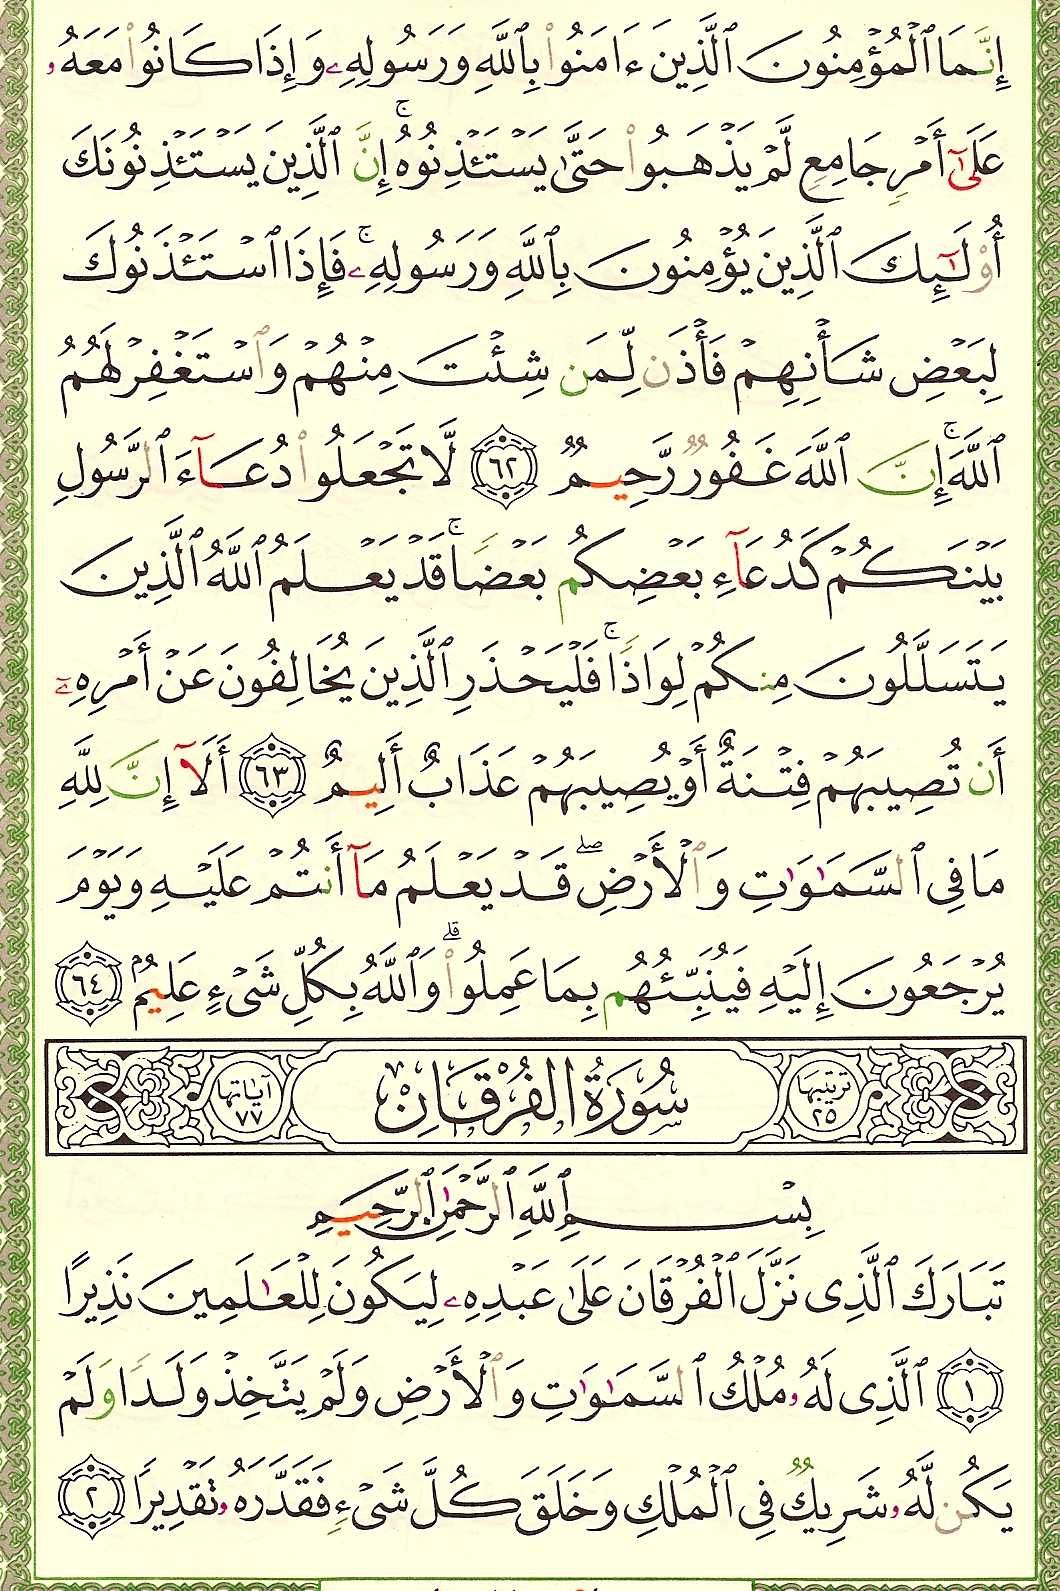 إِنَّمَا ٱلْمُؤْمِنُونَ ٱلَّذِينَ ءَامَنُوا۟ بِٱللَّهِ وَرَسُولِهِۦ وَإِذَا كَانُوا۟ مَعَهُۥ
عَلَىٰٓ أَمْرٍ جَامِعٍ لَّمْ يَذْهَبُوا۟ حَتَّىٰ يَسْتَـْٔذِنُوهُ ۚ إِنَّ ٱلَّذِينَ يَسْتَـْٔذِنُونَكَ
أُو۟لَٰٓئِكَ ٱلَّذِينَ يُؤْمِنُونَ بِٱللَّهِ وَرَسُولِهِۦ ۚ فَإِذَا ٱسْتَـْٔذَنُوكَ
لِبَعْضِ شَأْنِهِمْ فَأْذَن لِّمَن شِئْتَ مِنْهُمْ وَٱسْتَغْفِرْ لَهُمُ
ٱللَّهَ ۚ إِنَّ ٱللَّهَ غَفُورٌ رَّحِيمٌ ٦٢ لَّا تَجْعَلُوا۟ دُعَآءَ ٱلرَّسُولِ
بَيْنَكُمْ كَدُعَآءِ بَعْضِكُم بَعْضًا ۚ قَدْ يَعْلَمُ ٱللَّهُ ٱلَّذِينَ
يَتَسَلَّلُونَ مِنكُمْ لِوَاذًا ۚ فَلْيَحْذَرِ ٱلَّذِينَ يُخَالِفُونَ عَنْ أَمْرِهِۦٓ
أَن تُصِيبَهُمْ فِتْنَةٌ أَوْ يُصِيبَهُمْ عَذَابٌ أَلِيمٌ ٦٣ أَلَآ إِنَّ لِلَّهِ
مَا فِى ٱلسَّمَٰوَٰتِ وَٱلْأَرْضِ ۖ قَدْ يَعْلَمُ مَآ أَنتُمْ عَلَيْهِ وَيَوْمَ
يُرْجَعُونَ إِلَيْهِ فَيُنَبِّئُهُم بِمَا عَمِلُوا۟ ۗ وَٱللَّهُ بِكُلِّ شَىْءٍ عَلِيمٌۢ ٦٤
ترتيبها ٢٥ سُورَةُ الفُرْقَانِ آياتها ٧٧
بِسْمِ ٱللَّهِ ٱلرَّحْمَٰنِ ٱلرَّحِيمِ
تَبَارَكَ ٱلَّذِى نَزَّلَ ٱلْفُرْقَانَ عَلَىٰ عَبْدِهِۦ لِيَكُونَ لِلْعَٰلَمِينَ نَذِيرًا
١ ٱلَّذِى لَهُۥ مُلْكُ ٱلسَّمَٰوَٰتِ وَٱلْأَرْضِ وَلَمْ يَتَّخِذْ وَلَدًا وَلَمْ
يَكُن لَّهُۥ شَرِيكٌ فِى ٱلْمُلْكِ وَخَلَقَ كُلَّ شَىْءٍ فَقَدَّرَهُۥ تَقْدِيرًا ٢